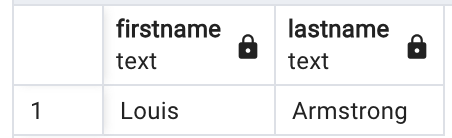 firstname lastname
text text
1 Louis Armstrong